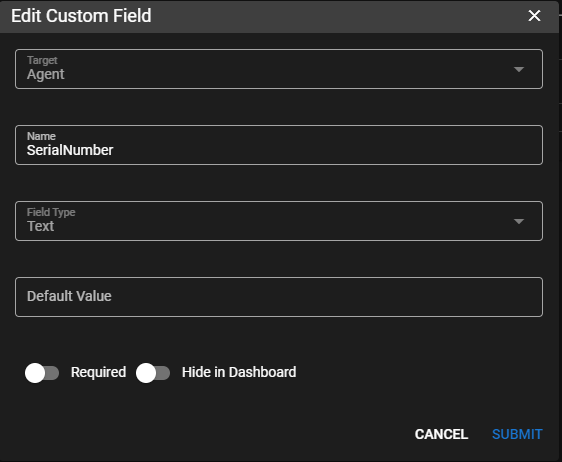 Edit Custom Field
Target
Agent
Name
SerialNumber
Field Type
Text
Default Value
Required Hide in Dashboard
CANCEL SUBMIT